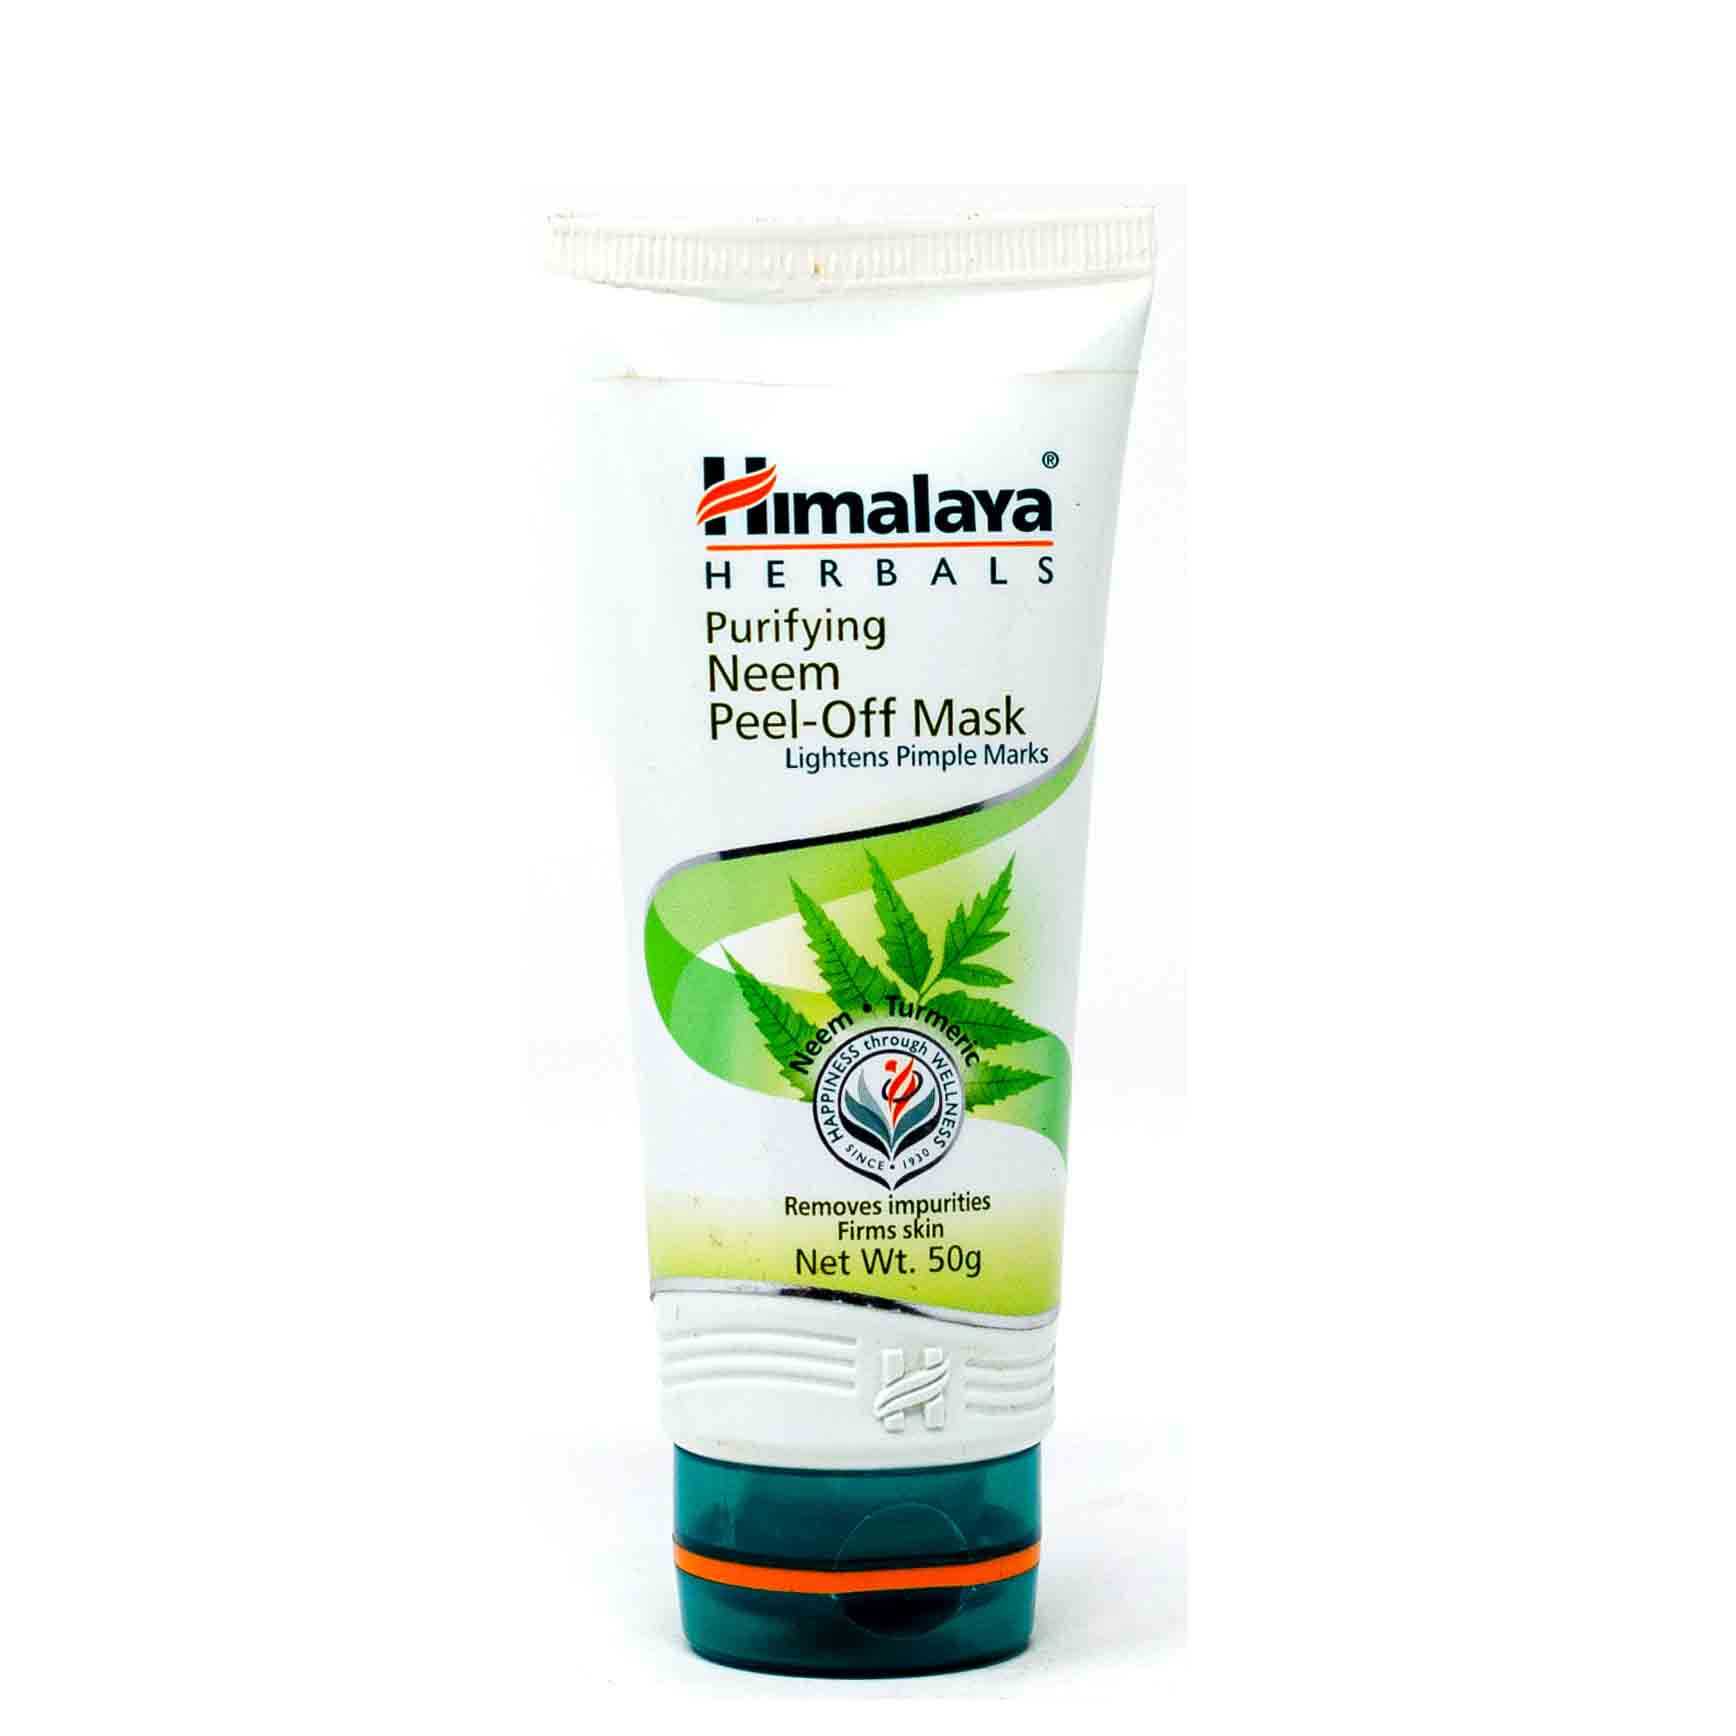 Himalaya®
HERBALS
Purifying
Neem
Peel-Off Mask
Lightens Pimple Marks
Neem • Turmeric
HAPPINESS through WELLNESS
SINCE • 1930
Removes impurities
Firms skin
Net Wt. 50g
H